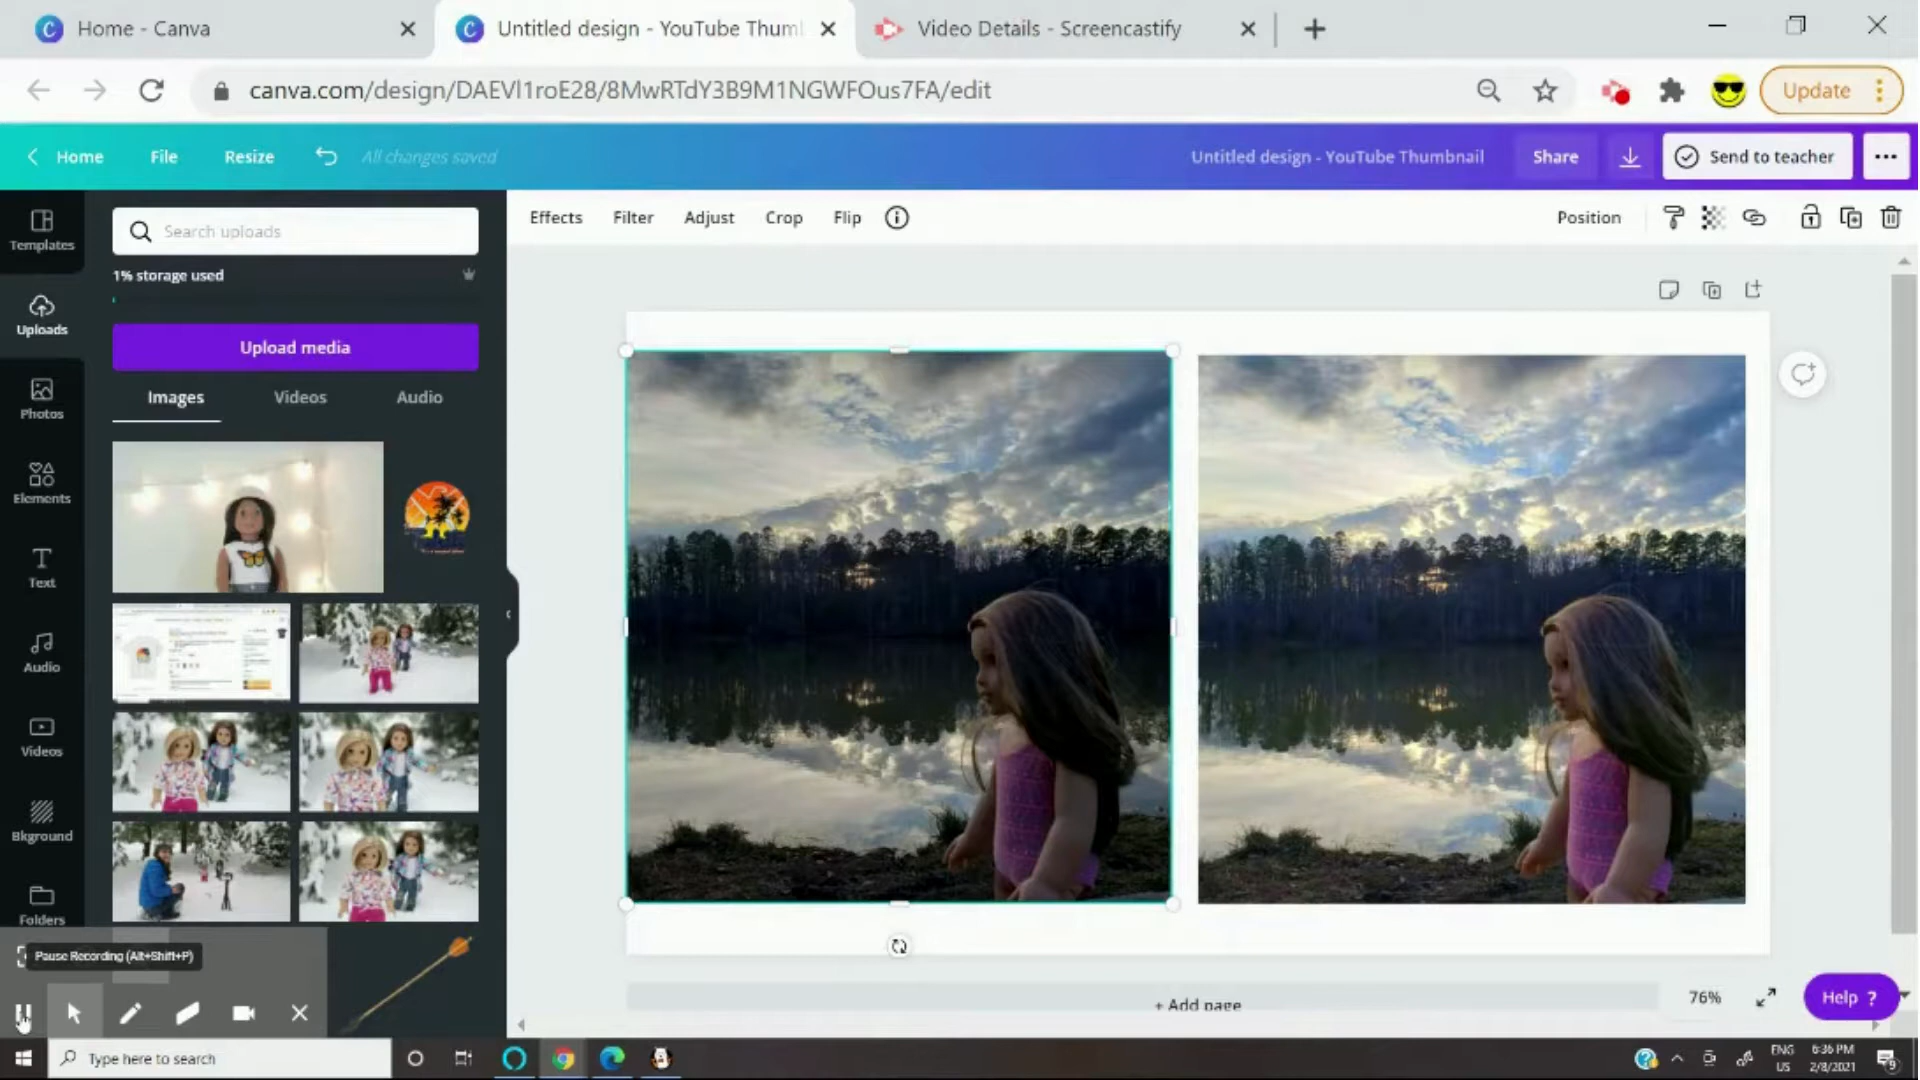 Home - Canva
Untitled design - YouTube Thum
Video Details - Screencastify
canva.com/design/DAEVl1roE28/8MwRTdY3B9M1NGWFOus7FA/edit
Update
Home
File
Resize
All changes saved
Untitled design - YouTube Thumbnail
Share
Send to teacher
Templates
Search uploads
Effects
Filter
Adjust
Crop
Flip
Position
1% storage used
Uploads
Upload media
Images
Videos
Audio
Photos
Elements
Text
Audio
Videos
Bkground
Folders
Pause Recording (Alt+Shift+P)
+ Add page
76%
Help ?
Type here to search
ENG
US
6:36 PM
2/8/2021